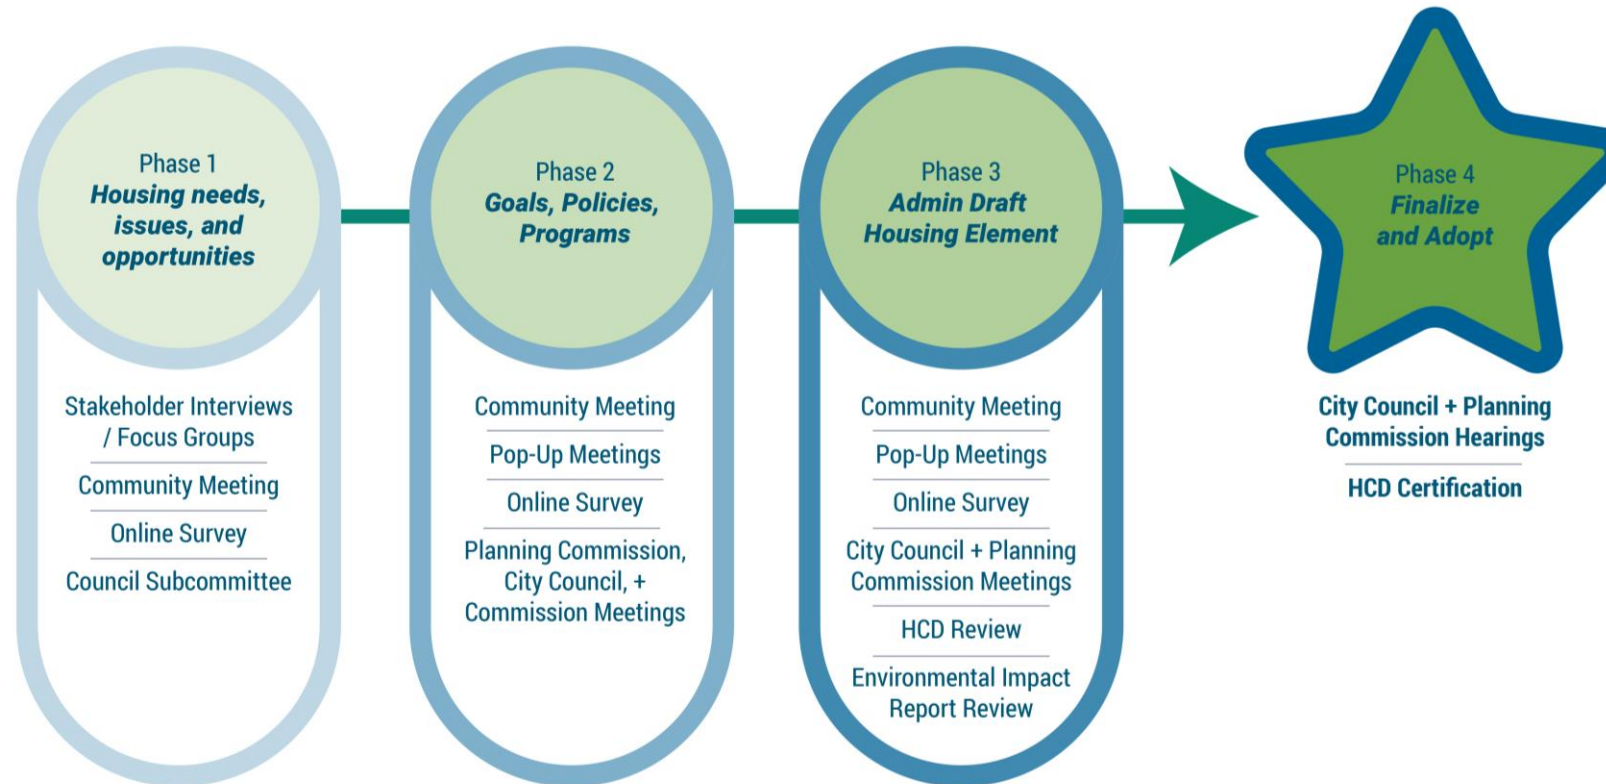 Phase 1
Housing needs,
issues, and
opportunities
Stakeholder Interviews
/ Focus Groups
Community Meeting
Online Survey
Council Subcommittee
Phase 2
Goals, Policies,
Programs
Community Meeting
Pop-Up Meetings
Online Survey
Planning Commission,
City Council, +
Commission Meetings
Phase 3
Admin Draft
Housing Element
Community Meeting
Pop-Up Meetings
Online Survey
City Council + Planning
Commission Meetings
HCD Review
Environmental Impact
Report Review
Phase 4
Finalize
and Adopt
City Council + Planning
Commission Hearings
HCD Certification